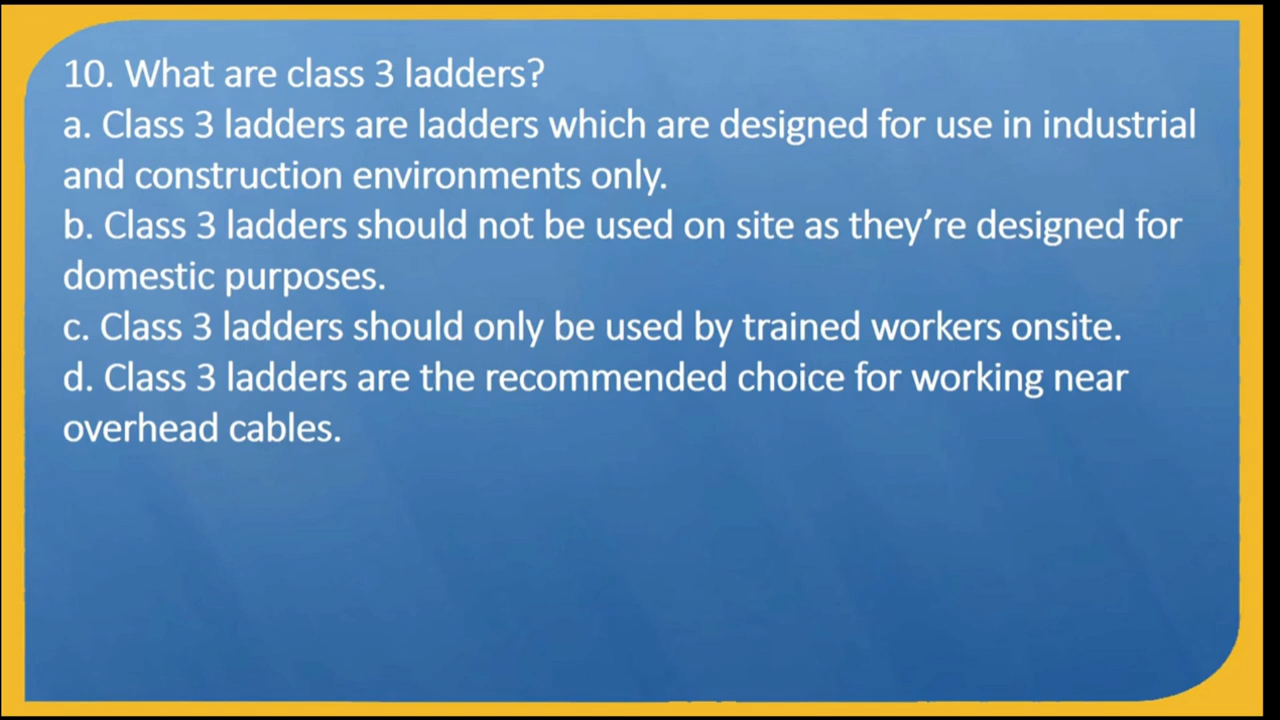 10. What are class 3 ladders?
a. Class 3 ladders are ladders which are designed for use in industrial
and construction environments only.
b. Class 3 ladders should not be used on site as they’re designed for
domestic purposes.
c. Class 3 ladders should only be used by trained workers onsite.
d. Class 3 ladders are the recommended choice for working near
overhead cables.